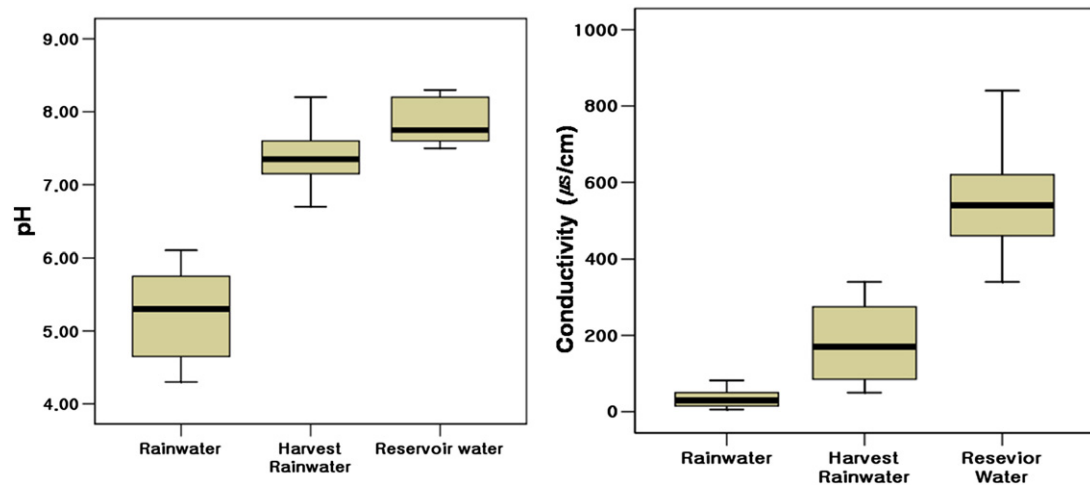 pH
9.00
8.00
7.00
6.00
5.00
4.00
Rainwater
Harvest
Rainwater
Reservoir water
Conductivity (µs/cm)
1000
800
600
400
200
0
Rainwater
Harvest
Rainwater
Resevior
Water